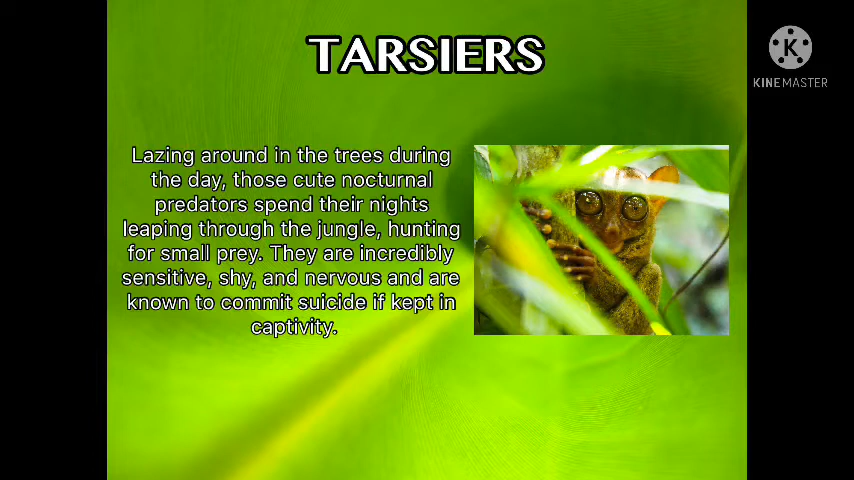 TARSIERS
K
KINEMASTER
Lazing around in the trees during
the day, those cute nocturnal
predators spend their nights
leaping through the jungle, hunting
for small prey. They are incredibly
sensitive, shy, and nervous and are
known to commit suicide if kept in
captivity.